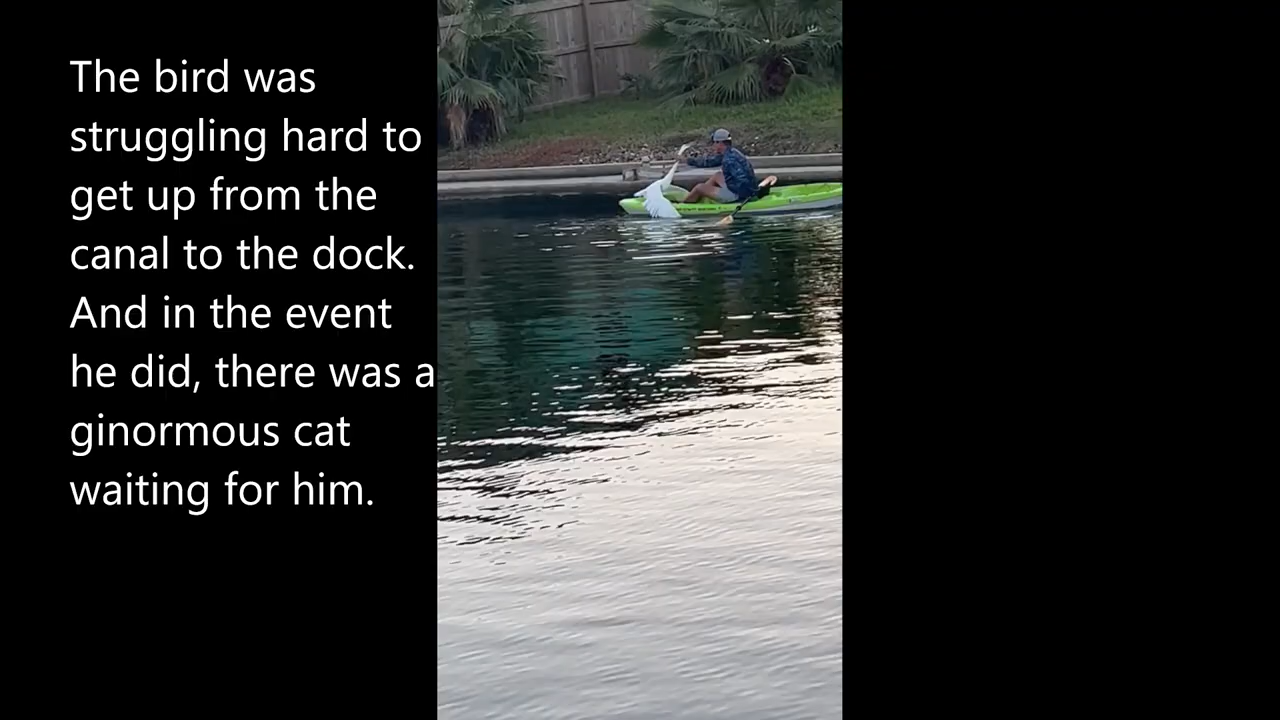 The bird was
struggling hard to
get up from the
canal to the dock.
And in the event
he did, there was a
ginormous cat
waiting for him.